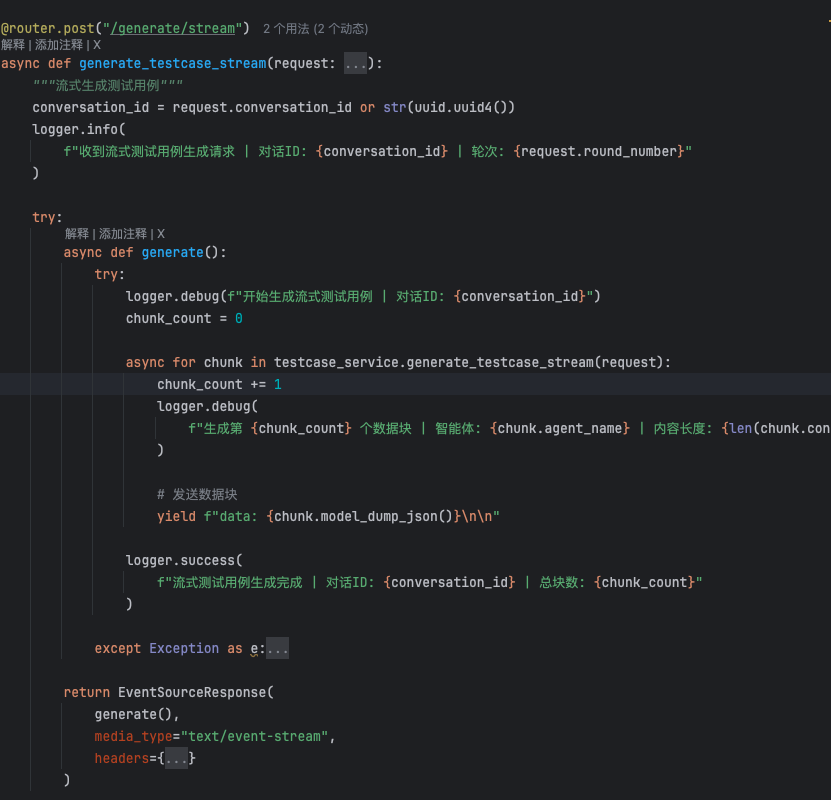 @router.post("/generate/stream")  2 个用法 (2 个动态)
解释 | 添加注释 | X
async def generate_testcase_stream(request: ...):
    """流式生成测试用例"""
    conversation_id = request.conversation_id or str(uuid.uuid4())
    logger.info(
        f"收到流式测试用例生成请求 | 对话ID: {conversation_id} | 轮次: {request.round_number}"
    )
    try:
        解释 | 添加注释 | X
        async def generate():
            try:
                logger.debug(f"开始生成流式测试用例 | 对话ID: {conversation_id}")
                chunk_count = 0
                async for chunk in testcase_service.generate_testcase_stream(request):
                    chunk_count += 1
                    logger.debug(
                        f"生成第 {chunk_count} 个数据块 | 智能体: {chunk.agent_name} | 内容长度: {len(chunk.con
                    )
                    # 发送数据块
                    yield f"data: {chunk.model_dump_json()}\n\n"
                logger.success(
                    f"流式测试用例生成完成 | 对话ID: {conversation_id} | 总块数: {chunk_count}"
                )
            except Exception as e:...
        return EventSourceResponse(
            generate(),
            media_type="text/event-stream",
            headers={...}
        )